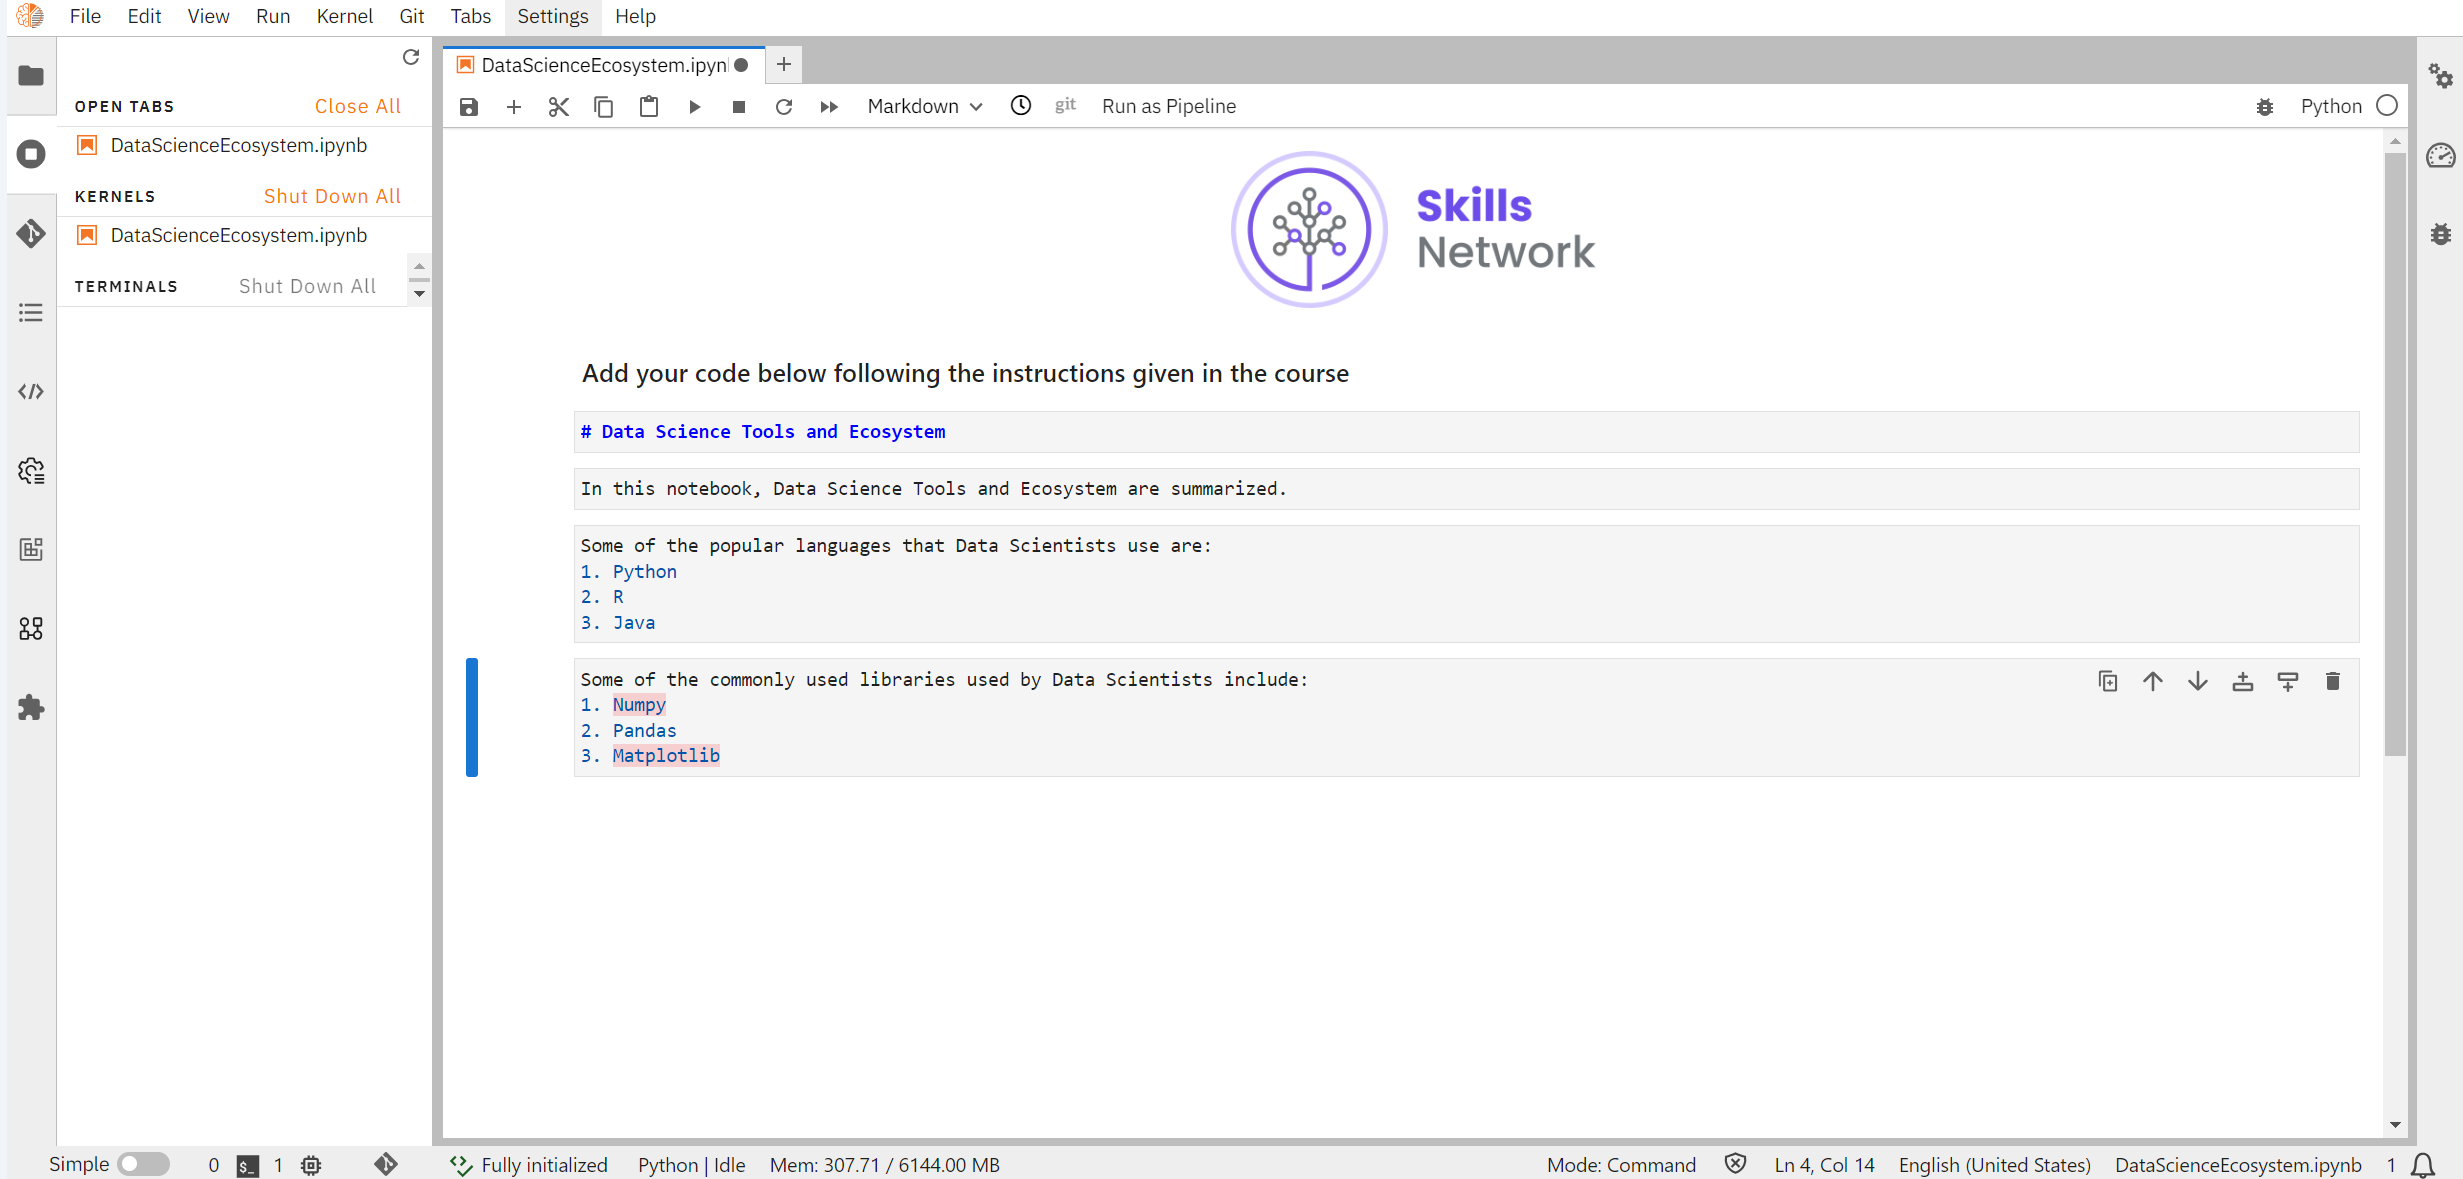 File Edit View Run Kernel Git Tabs Settings Help
OPEN TABS Close All
DataScienceEcosystem.ipynb
KERNELS Shut Down All
DataScienceEcosystem.ipynb
TERMINALS Shut Down All
DataScienceEcosystem.ipyn
Markdown git Run as Pipeline Python
Skills
Network
Add your code below following the instructions given in the course
# Data Science Tools and Ecosystem
In this notebook, Data Science Tools and Ecosystem are summarized.
Some of the popular languages that Data Scientists use are:
1. Python
2. R
3. Java
Some of the commonly used libraries used by Data Scientists include:
1. Numpy
2. Pandas
3. Matplotlib
Simple 0 $_ 1 Fully initialized Python | Idle Mem: 307.71 / 6144.00 MB Mode: Command Ln 4, Col 14 English (United States) DataScienceEcosystem.ipynb 1